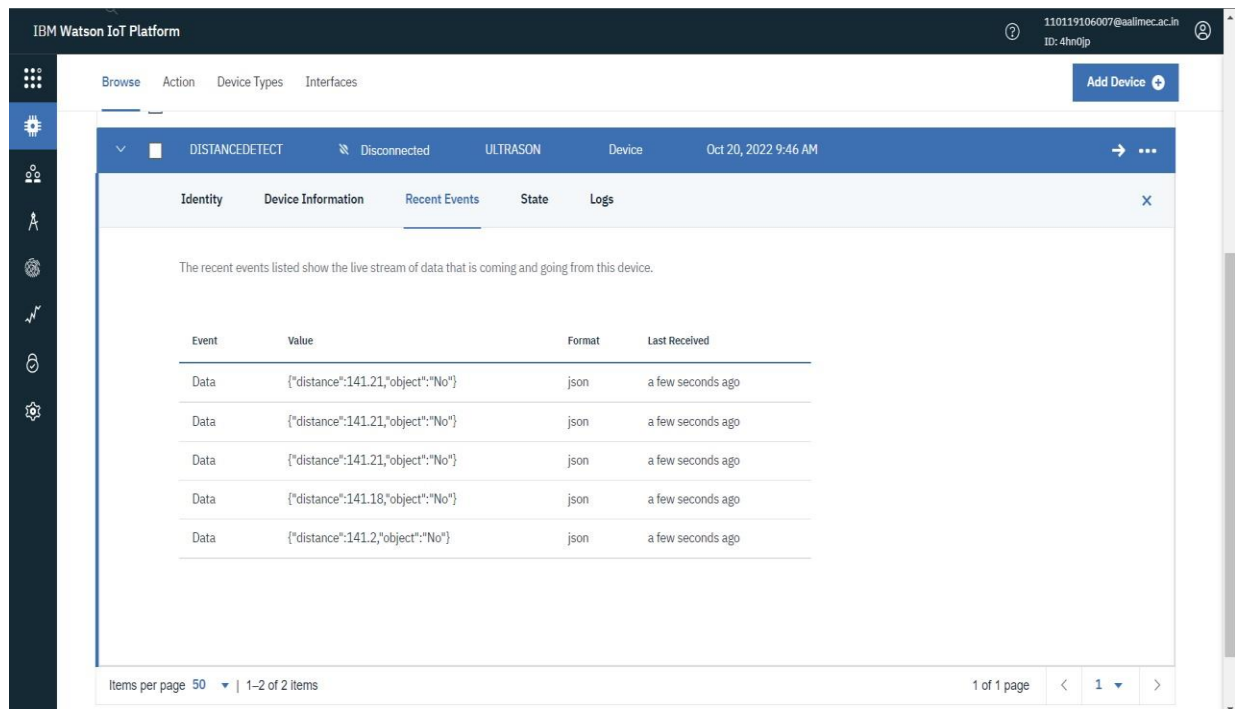 IBM Watson IoT Platform
110119106007@aalimec.ac.in
ID: 4hn0jp
Browse Action Device Types Interfaces
Add Device
DISTANCEDETECT Disconnected ULTRASON Device Oct 20, 2022 9:46 AM
Identity Device Information Recent Events State Logs
The recent events listed show the live stream of data that is coming and going from this device.
Event Value Format Last Received
Data {"distance":141.21,"object":"No"} json a few seconds ago
Data {"distance":141.21,"object":"No"} json a few seconds ago
Data {"distance":141.21,"object":"No"} json a few seconds ago
Data {"distance":141.18,"object":"No"} json a few seconds ago
Data {"distance":141.2,"object":"No"} json a few seconds ago
Items per page 50 | 1–2 of 2 items 1 of 1 page < 1 >